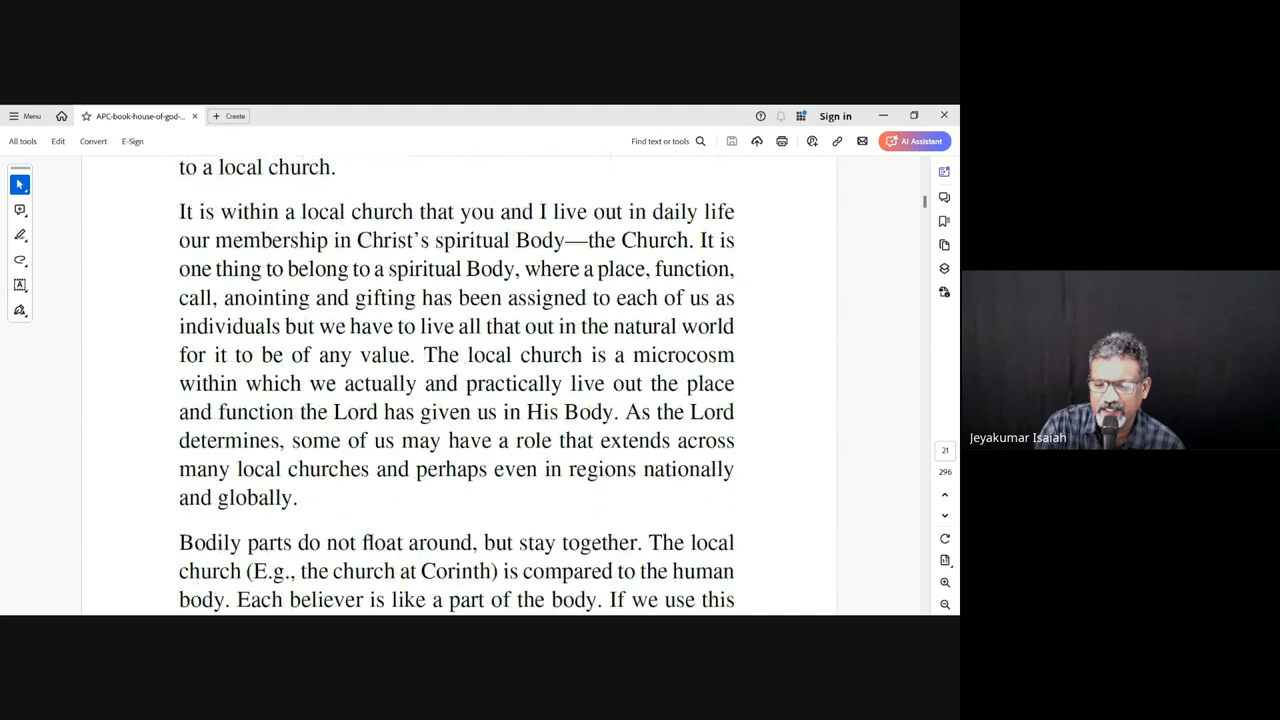 Menu
APC-book-house-of-god-...
Create
Sign in
All tools
Edit
Convert
E-Sign
Find text or tools
AI Assistant
to a local church.
It is within a local church that you and I live out in daily life
our membership in Christ’s spiritual Body—the Church. It is
one thing to belong to a spiritual Body, where a place, function,
call, anointing and gifting has been assigned to each of us as
individuals but we have to live all that out in the natural world
for it to be of any value. The local church is a microcosm
within which we actually and practically live out the place
and function the Lord has given us in His Body. As the Lord
determines, some of us may have a role that extends across
many local churches and perhaps even in regions nationally
and globally.
Bodily parts do not float around, but stay together. The local
church (E.g., the church at Corinth) is compared to the human
body. Each believer is like a part of the body. If we use this
21
296
Jeyakumar Isaiah